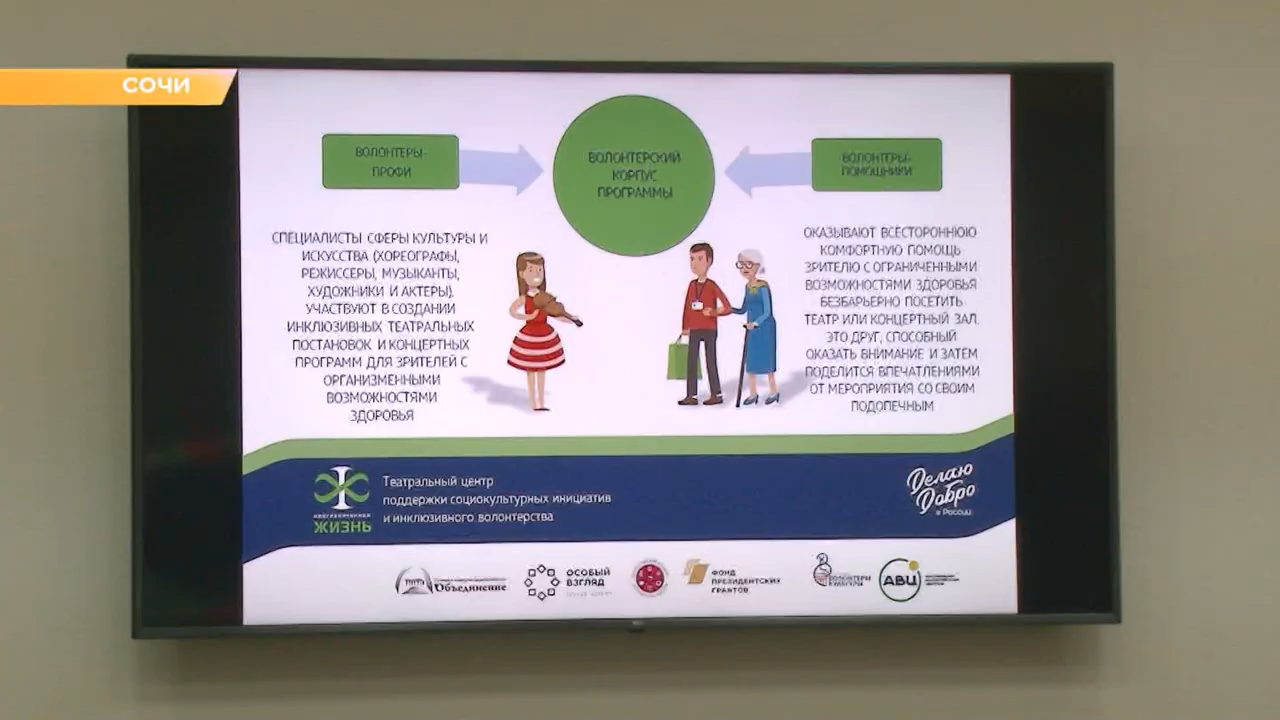 СОЧИ
ВОЛОНТЕРЫ-
ПРОФИ
ВОЛОНТЕРСКИЙ
КОРПУС
ПРОГРАММЫ
ВОЛОНТЕРЫ-
ПОМОЩНИКИ
СПЕЦИАЛИСТЫ СФЕРЫ КУЛЬТУРЫ И
ИСКУССТВА (ХОРЕОГРАФЫ,
РЕЖИССЕРЫ, МУЗЫКАНТЫ,
ХУДОЖНИКИ И АКТЕРЫ),
УЧАСТВУЮТ В СОЗДАНИИ
ИНКЛЮЗИВНЫХ ТЕАТРАЛЬНЫХ
ПОСТАНОВОК И КОНЦЕРТНЫХ
ПРОГРАММ ДЛЯ ЗРИТЕЛЕЙ С
ОРГАНИЗМЕННЫМИ
ВОЗМОЖНОСТЯМИ
ЗДОРОВЬЯ
ОКАЗЫВАЮТ ВСЕСТОРОННЮЮ
КОМФОРТНУЮ ПОМОЩЬ
ЗРИТЕЛЮ С ОГРАНИЧЕННЫМИ
ВОЗМОЖНОСТЯМИ ЗДОРОВЬЯ
БЕЗБАРЬЕРНО ПОСЕТИТЬ
ТЕАТР ИЛИ КОНЦЕРТНЫЙ ЗАЛ.
ЭТО ДРУГ, СПОСОБНЫЙ
ОКАЗАТЬ ВНИМАНИЕ И ЗАТЕМ
ПОДЕЛИТСЯ ВПЕЧАТЛЕНИЯМИ
ОТ МЕРОПРИЯТИЯ СО СВОИМ
ПОДОПЕЧНЫМ
ЖИЗНЬ
Театральный центр
поддержки социокультурных инициатив
и инклюзивного волонтерства
Делаю
Добро
в России
Объединение
ОСОБЫЙ
ВЗГЛЯД
ФОНД
ПРЕЗИДЕНТСКИХ
ГРАНТОВ
ВОЛОНТЕРЫ
КУЛЬТУРЫ
АВЦ